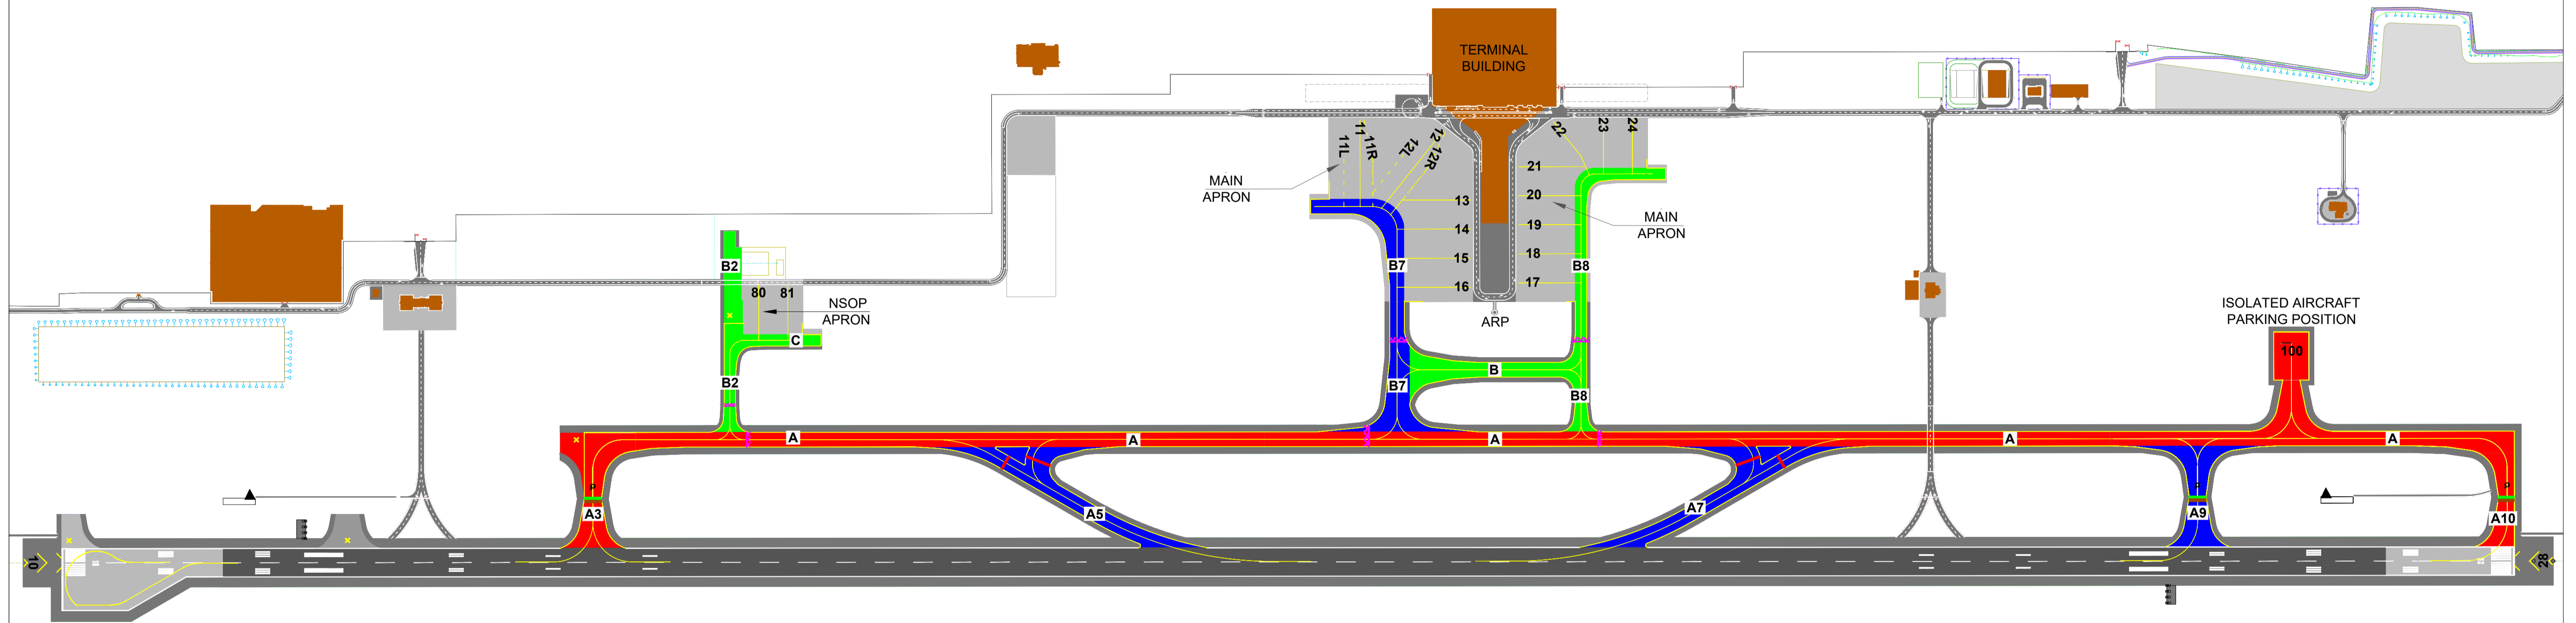 TERMINAL
BUILDING
11
11L
11R
12L
12
12R
22
23
24
21
20
19
18
17
13
14
15
16
MAIN
APRON
MAIN
APRON
B2
80
81
NSOP
APRON
C
B2
B7
B8
ARP
ISOLATED AIRCRAFT
PARKING POSITION
100
B
B7
B8
A
A
A
A
A
P
P
P
A3
A5
A7
A9
A10
10
28